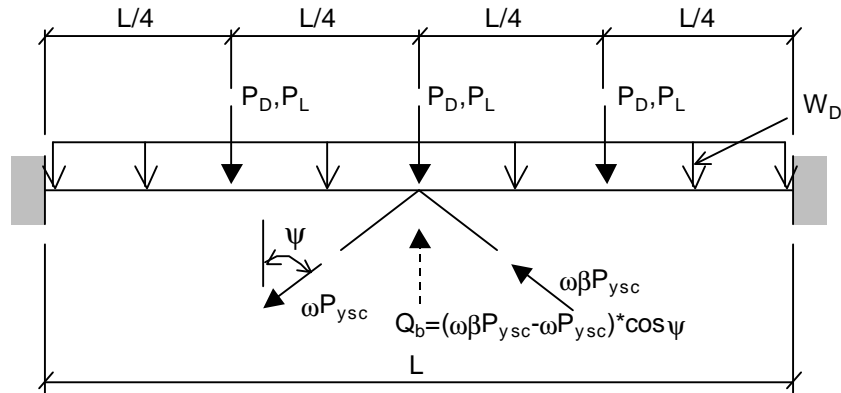 L/4 L/4 L/4 L/4
P_D,P_L P_D,P_L P_D,P_L W_D
ψ
ωβP_ysc
ωP_ysc
Q_b=(ωβP_ysc-ωP_ysc)*cosψ
L